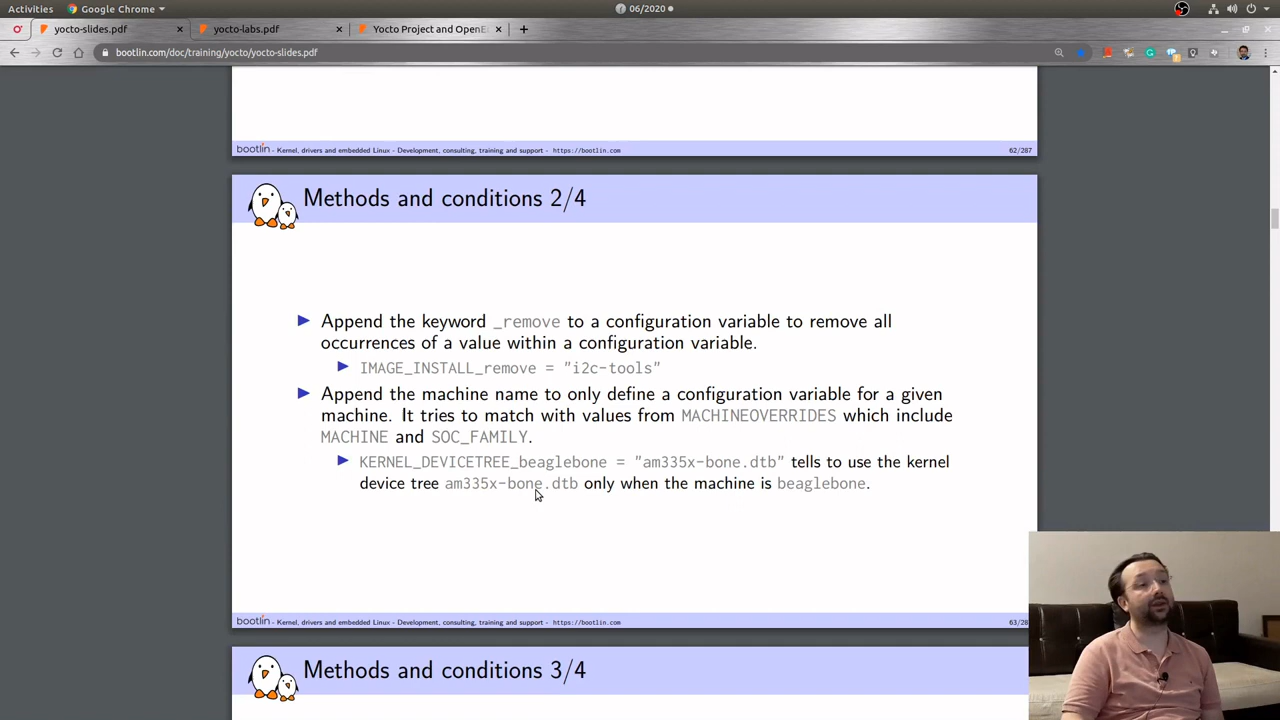 Activities
Google Chrome
06/2020
yocto-slides.pdf
yocto-labs.pdf
Yocto Project and OpenE
bootlin.com/doc/training/yocto/yocto-slides.pdf
bootlin - Kernel, drivers and embedded Linux - Development, consulting, training and support - https://bootlin.com
62/287
Methods and conditions 2/4
Append the keyword _remove to a configuration variable to remove all
occurrences of a value within a configuration variable.
IMAGE_INSTALL_remove = "i2c-tools"
Append the machine name to only define a configuration variable for a given
machine. It tries to match with values from MACHINEOVERRIDES which include
MACHINE and SOC_FAMILY.
KERNEL_DEVICETREE_beaglebone = "am335x-bone.dtb" tells to use the kernel
device tree am335x-bone.dtb only when the machine is beaglebone.
bootlin - Kernel, drivers and embedded Linux - Development, consulting, training and support - https://bootlin.com
63/28
Methods and conditions 3/4